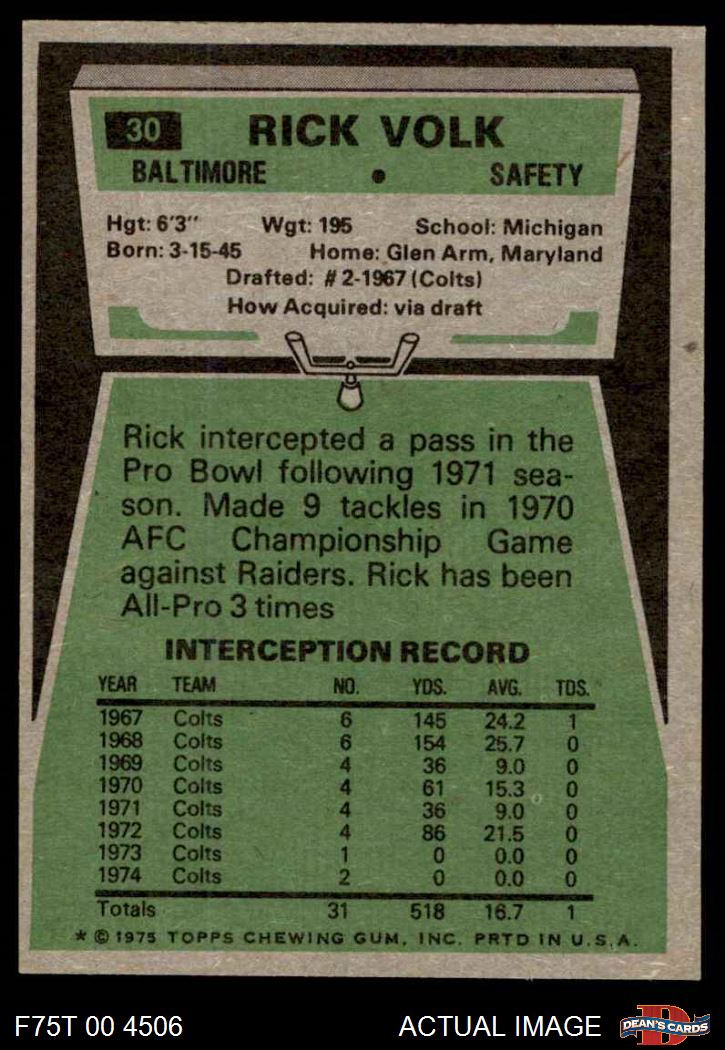 30 RICK VOLK
BALTIMORE • SAFETY
Hgt: 6'3" Wgt: 195 School: Michigan
Born: 3-15-45 Home: Glen Arm, Maryland
Drafted: #2-1967 (Colts)
How Acquired: via draft
Rick intercepted a pass in the
Pro Bowl following 1971 sea-
son. Made 9 tackles in 1970
AFC Championship Game
against Raiders. Rick has been
All-Pro 3 times
INTERCEPTION RECORD
YEAR TEAM NO. YDS. AVG. TDS.
1967 Colts 6 145 24.2 1
1968 Colts 6 154 25.7 0
1969 Colts 4 36 9.0 0
1970 Colts 4 61 15.3 0
1971 Colts 4 36 9.0 0
1972 Colts 4 86 21.5 0
1973 Colts 1 0 0.0 0
1974 Colts 2 0 0.0 0
Totals 31 518 16.7 1
* © 1975 TOPPS CHEWING GUM, INC. PRTD IN U.S.A.
F75T 00 4506 ACTUAL IMAGE D DEAN'S CARDS